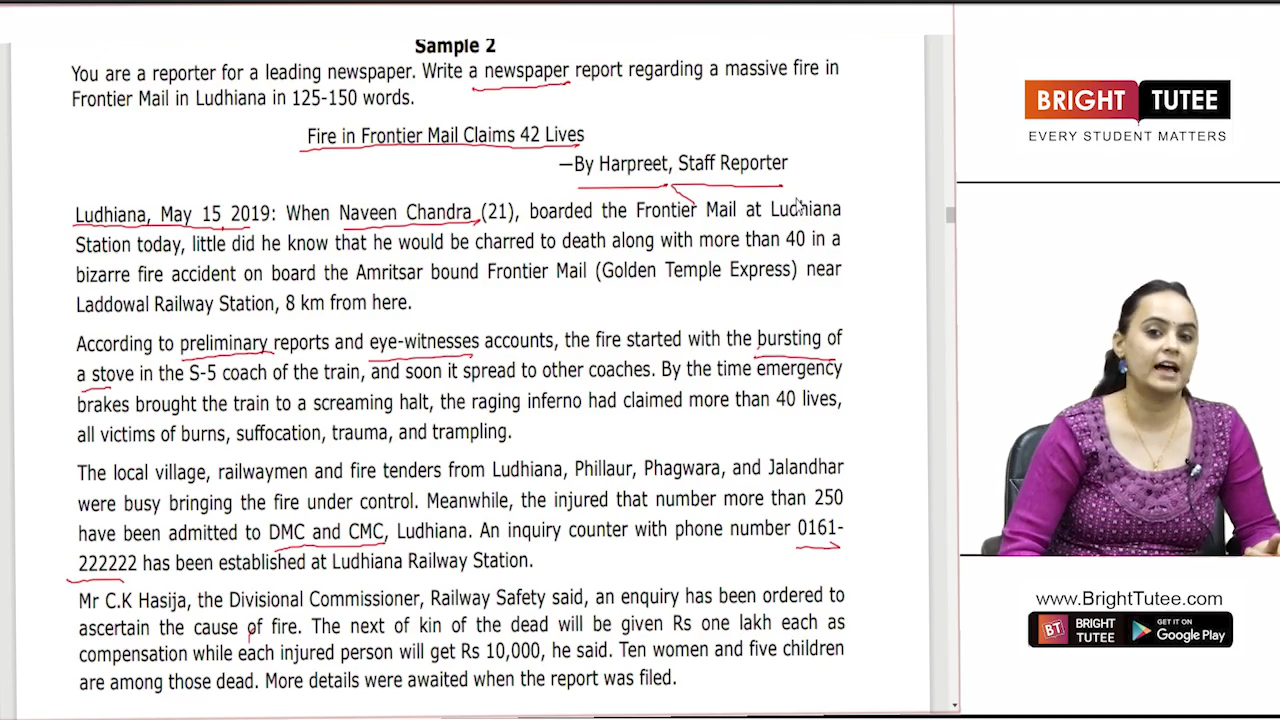 Sample 2
You are a reporter for a leading newspaper. Write a newspaper report regarding a massive fire in
Frontier Mail in Ludhiana in 125-150 words.
Fire in Frontier Mail Claims 42 Lives
—By Harpreet, Staff Reporter
Ludhiana, May 15 2019: When Naveen Chandra (21), boarded the Frontier Mail at Ludhiana
Station today, little did he know that he would be charred to death along with more than 40 in a
bizarre fire accident on board the Amritsar bound Frontier Mail (Golden Temple Express) near
Laddowal Railway Station, 8 km from here.
According to preliminary reports and eye-witnesses accounts, the fire started with the bursting of
a stove in the S-5 coach of the train, and soon it spread to other coaches. By the time emergency
brakes brought the train to a screaming halt, the raging inferno had claimed more than 40 lives,
all victims of burns, suffocation, trauma, and trampling.
The local village, railwaymen and fire tenders from Ludhiana, Phillaur, Phagwara, and Jalandhar
were busy bringing the fire under control. Meanwhile, the injured that number more than 250
have been admitted to DMC and CMC, Ludhiana. An inquiry counter with phone number 0161-
222222 has been established at Ludhiana Railway Station.
Mr C.K Hasija, the Divisional Commissioner, Railway Safety said, an enquiry has been ordered to
ascertain the cause of fire. The next of kin of the dead will be given Rs one lakh each as
compensation while each injured person will get Rs 10,000, he said. Ten women and five children
are among those dead. More details were awaited when the report was filed.
BRIGHT TUTEE
EVERY STUDENT MATTERS
www.BrightTutee.com
BT BRIGHT TUTEE
GET IT ON
Google Play